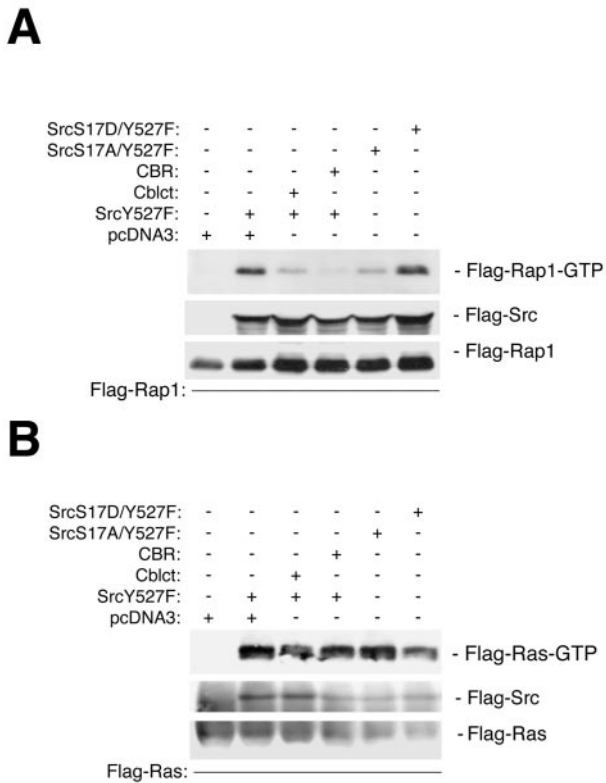 A
SrcS17D/Y527F: - - - - - +
SrcS17A/Y527F: - - - - + -
CBR: - - - + - -
Cblct: - - + - - -
SrcY527F: - + + + - -
pcDNA3: + + - - - -
- Flag-Rap1-GTP
- Flag-Src
- Flag-Rap1
Flag-Rap1:
B
SrcS17D/Y527F: - - - - - +
SrcS17A/Y527F: - - - - + -
CBR: - - - + - -
Cblct: - - + - - -
SrcY527F: - + + + - -
pcDNA3: + + - - - -
- Flag-Ras-GTP
- Flag-Src
- Flag-Ras
Flag-Ras: